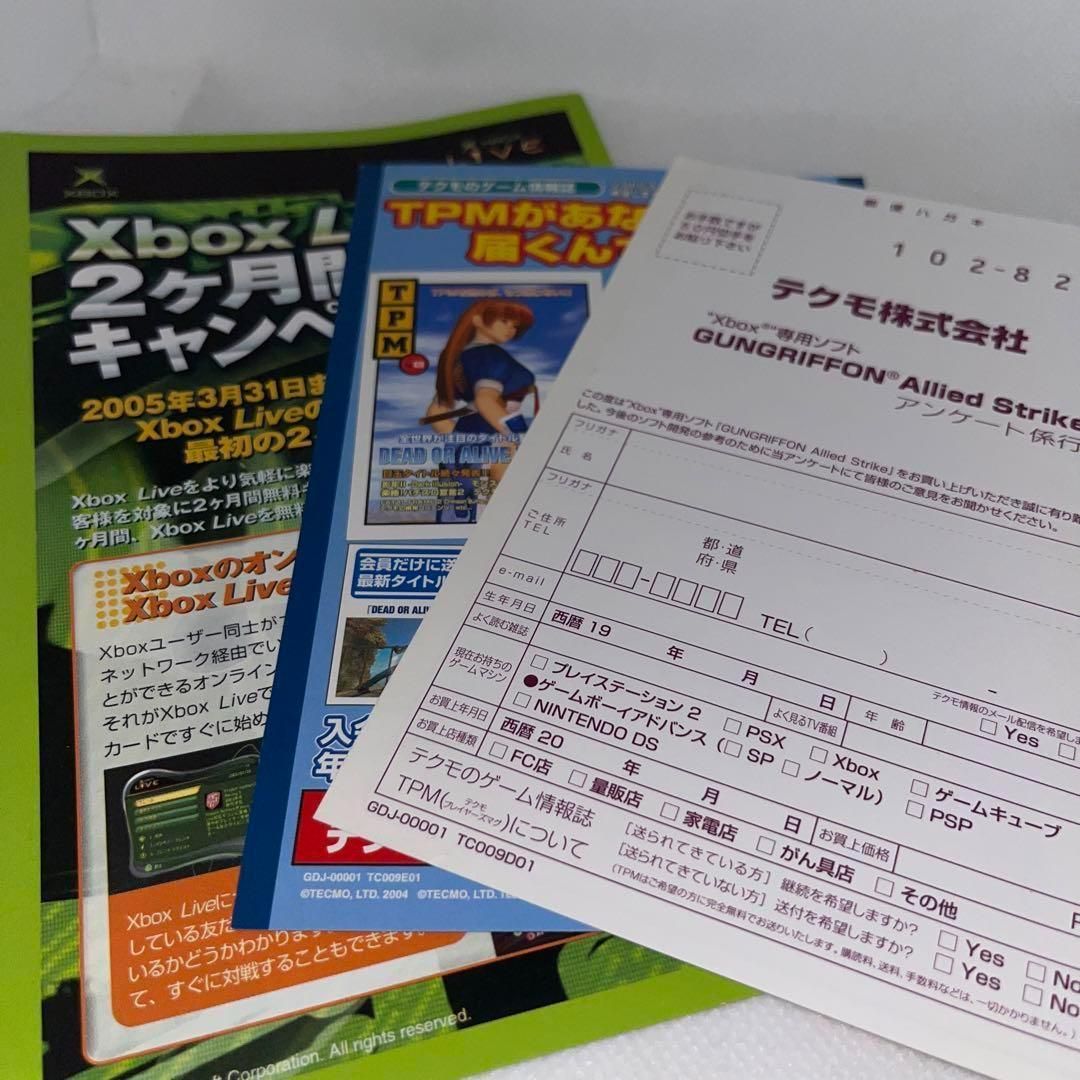 XBOX
LIVE
Xbox L
2ヶ月間
キャンペ
2005年3月31日ま
Xbox Liveの
最初の2
Xbox Liveをより気軽に楽
客様を対象に2ヶ月間無料
ヶ月間、Xbox Liveを無料
Xboxのオン
Xbox Live
Xboxユーザー同士が
ネットワーク経由でい
とができるオンライン
それがXbox Liveで
カードですぐに始め
LIVE
Xbox Liveに
している友だ
いるかどうかわかります
て、すぐに対戦することもできます。
ft Corporation. All rights reserved.
テクモのゲーム情報誌
TPMがあな
届くん
TPM
全世界が注目のタイトル
DEAD OR ALIVE
会員だけに送
最新タイトル
「DEAD OR ALI
入会
年
テク
GDJ-00001 TC009E01
©TECMO, LTD. 2004 ©TECMO, LTD.
郵便ハガキ
お手数ですが
50円切手を
お貼り下さい
102-82
テクモ株式会社
"Xbox®"専用ソフト
GUNGRIFFON® Allied Strike
アンケート係行
この度は"Xbox"専用ソフト「GUNGRIFFON Allied Strike」をお買い上げいただき誠に有り難
した。今後のソフト開発の参考のために当アンケートにて皆様のご意見をお聞かせください。
フリガナ
氏名
フリガナ
ご住所
TEL
都・道
府・県
TEL ( )
e-mail
テクモ情報のメール配信を希望しま
Yes
生年月日
西暦 19 年 月 日
年齢
よく読む雑誌
よく見るTV番組
現在お持ちの
ゲームマシン
□ プレイステーション 2 □ PSX □ Xbox □ ゲームキューブ
●ゲームボーイアドバンス (□ SP □ ノーマル) □ PSP
□ NINTENDO DS
お買上年月日
西暦 20 年 月 日
お買上価格
お買上店種類
□ FC店 □ 量販店 □ 家電店 □ がん具店 □ その他
テクモのゲーム情報誌
TPM(テクモプレイヤーズマグ)について
[送られてきている方] 継続を希望しますか? □ Yes □ No
[送られてきていない方] 送付を希望しますか? □ Yes □ No
(TPMはご希望の方に完全無料でお送りいたします。購読料、送料、手数料などは、一切かかりません。)
GDJ-00001 TC009D01